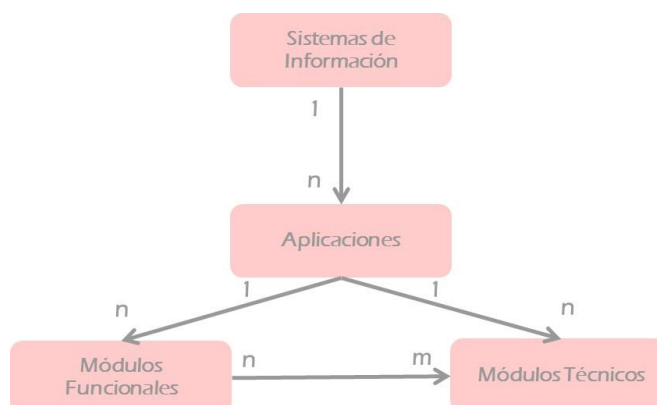 Sistemas de
Información
1
n
Aplicaciones
1
1
n
n
Módulos
Funcionales
n
m
Módulos Técnicos